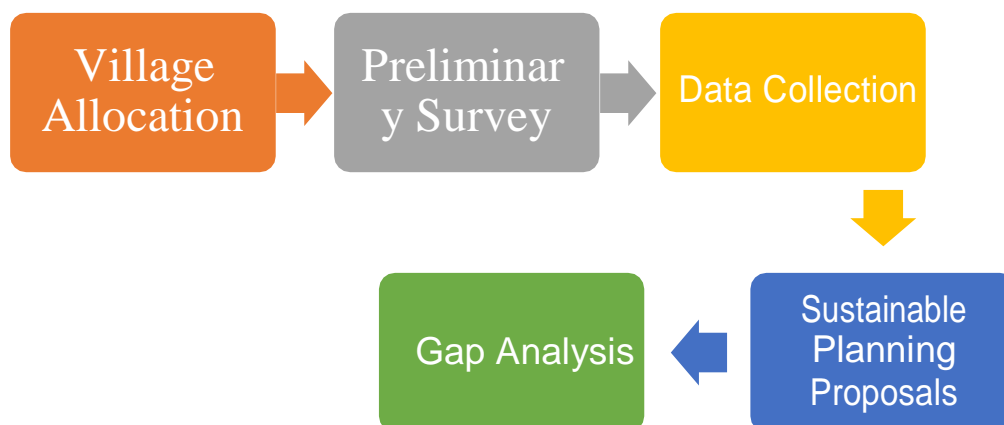 Village
Allocation
Preliminar
y Survey
Data Collection
Sustainable
Planning
Proposals
Gap Analysis